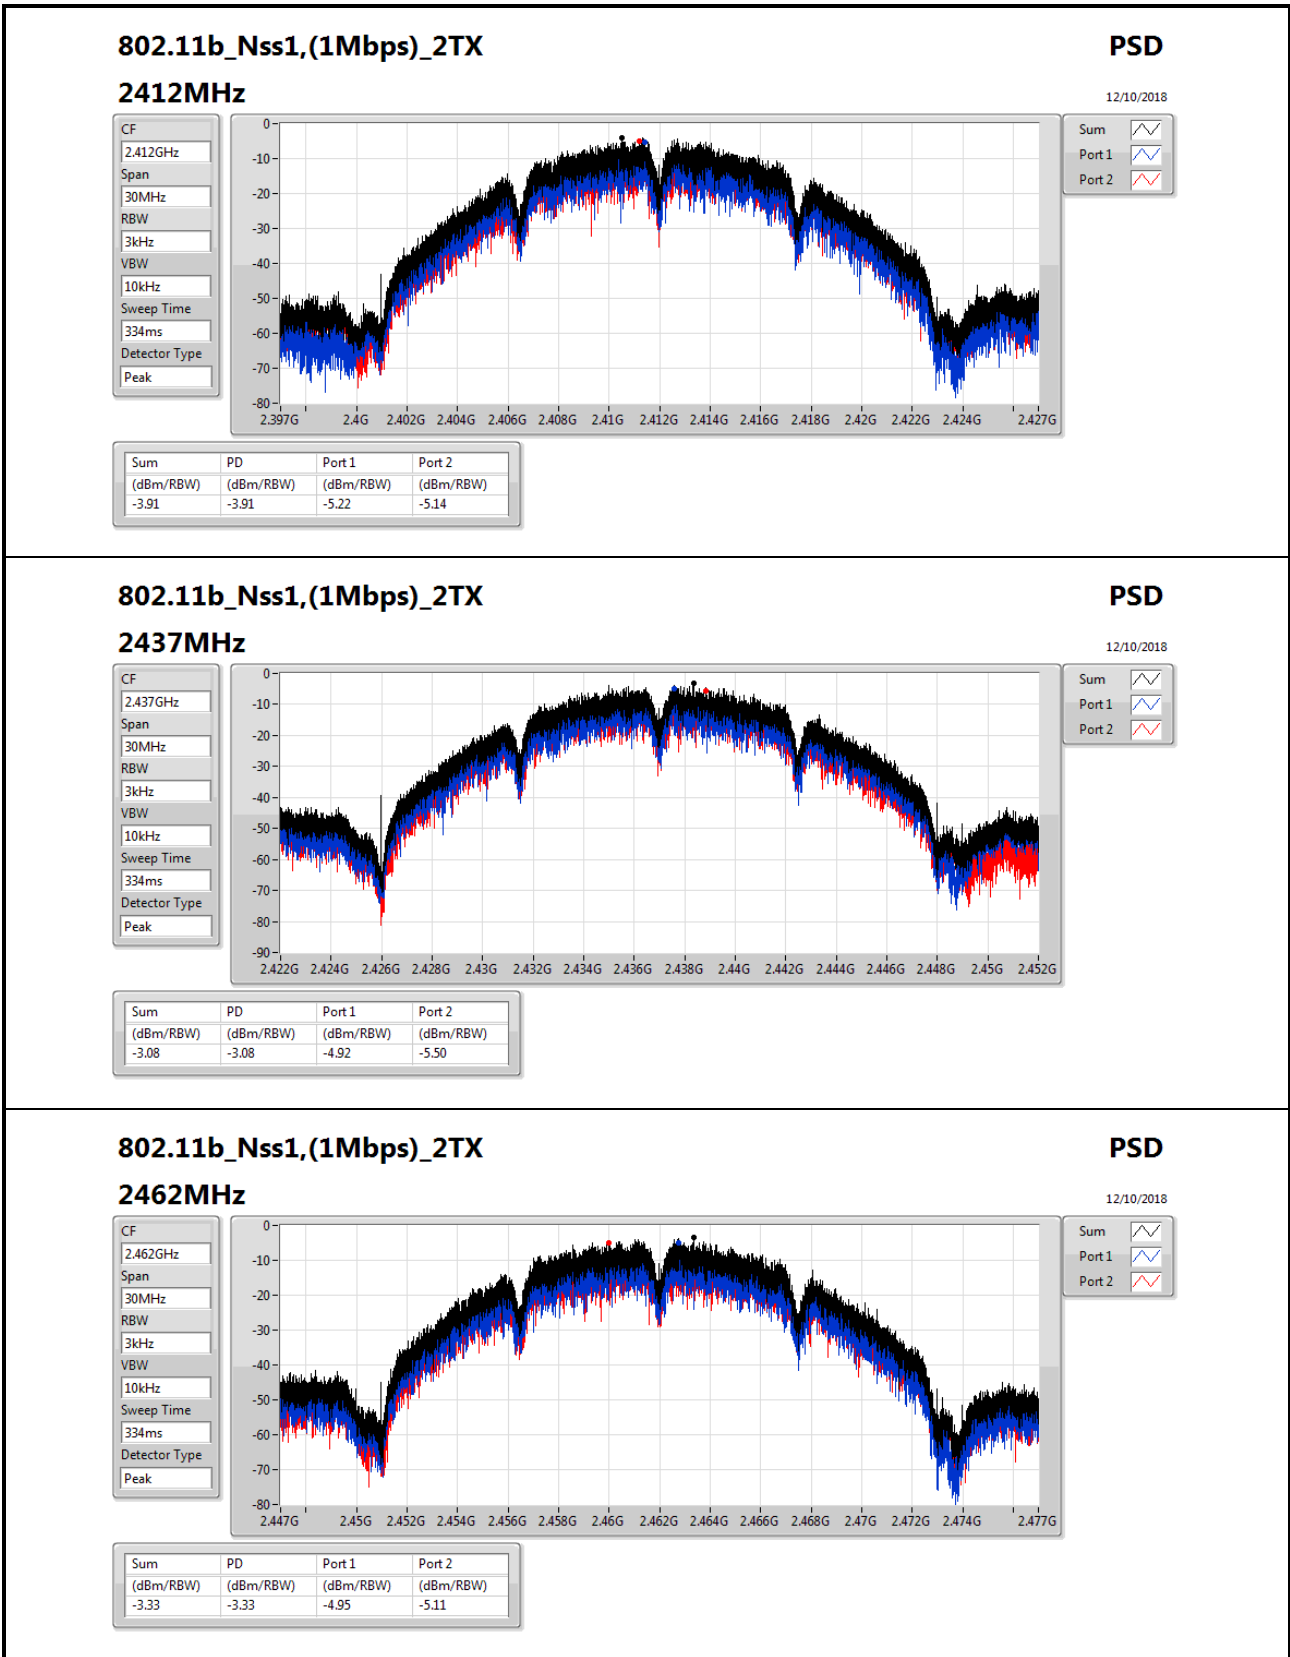 802.11b_Nss1,(1Mbps)_2TX PSD
2412MHz 12/10/2018
CF
2.412GHz
Span
30MHz
RBW
3kHz
VBW
10kHz
Sweep Time
334ms
Detector Type
Peak
0
-10
-20
-30
-40
-50
-60
-70
-80
2.397G 2.4G 2.402G 2.404G 2.406G 2.408G 2.41G 2.412G 2.414G 2.416G 2.418G 2.42G 2.422G 2.424G 2.427G
Sum
Port 1
Port 2
Sum PD Port 1 Port 2
(dBm/RBW) (dBm/RBW) (dBm/RBW) (dBm/RBW)
-3.91 -3.91 -5.22 -5.14
802.11b_Nss1,(1Mbps)_2TX PSD
2437MHz 12/10/2018
CF
2.437GHz
Span
30MHz
RBW
3kHz
VBW
10kHz
Sweep Time
334ms
Detector Type
Peak
0
-10
-20
-30
-40
-50
-60
-70
-80
-90
2.422G 2.424G 2.426G 2.428G 2.43G 2.432G 2.434G 2.436G 2.438G 2.44G 2.442G 2.444G 2.446G 2.448G 2.45G 2.452G
Sum
Port 1
Port 2
Sum PD Port 1 Port 2
(dBm/RBW) (dBm/RBW) (dBm/RBW) (dBm/RBW)
-3.08 -3.08 -4.92 -5.50
802.11b_Nss1,(1Mbps)_2TX PSD
2462MHz 12/10/2018
CF
2.462GHz
Span
30MHz
RBW
3kHz
VBW
10kHz
Sweep Time
334ms
Detector Type
Peak
0
-10
-20
-30
-40
-50
-60
-70
-80
2.447G 2.45G 2.452G 2.454G 2.456G 2.458G 2.46G 2.462G 2.464G 2.466G 2.468G 2.47G 2.472G 2.474G 2.477G
Sum
Port 1
Port 2
Sum PD Port 1 Port 2
(dBm/RBW) (dBm/RBW) (dBm/RBW) (dBm/RBW)
-3.33 -3.33 -4.95 -5.11